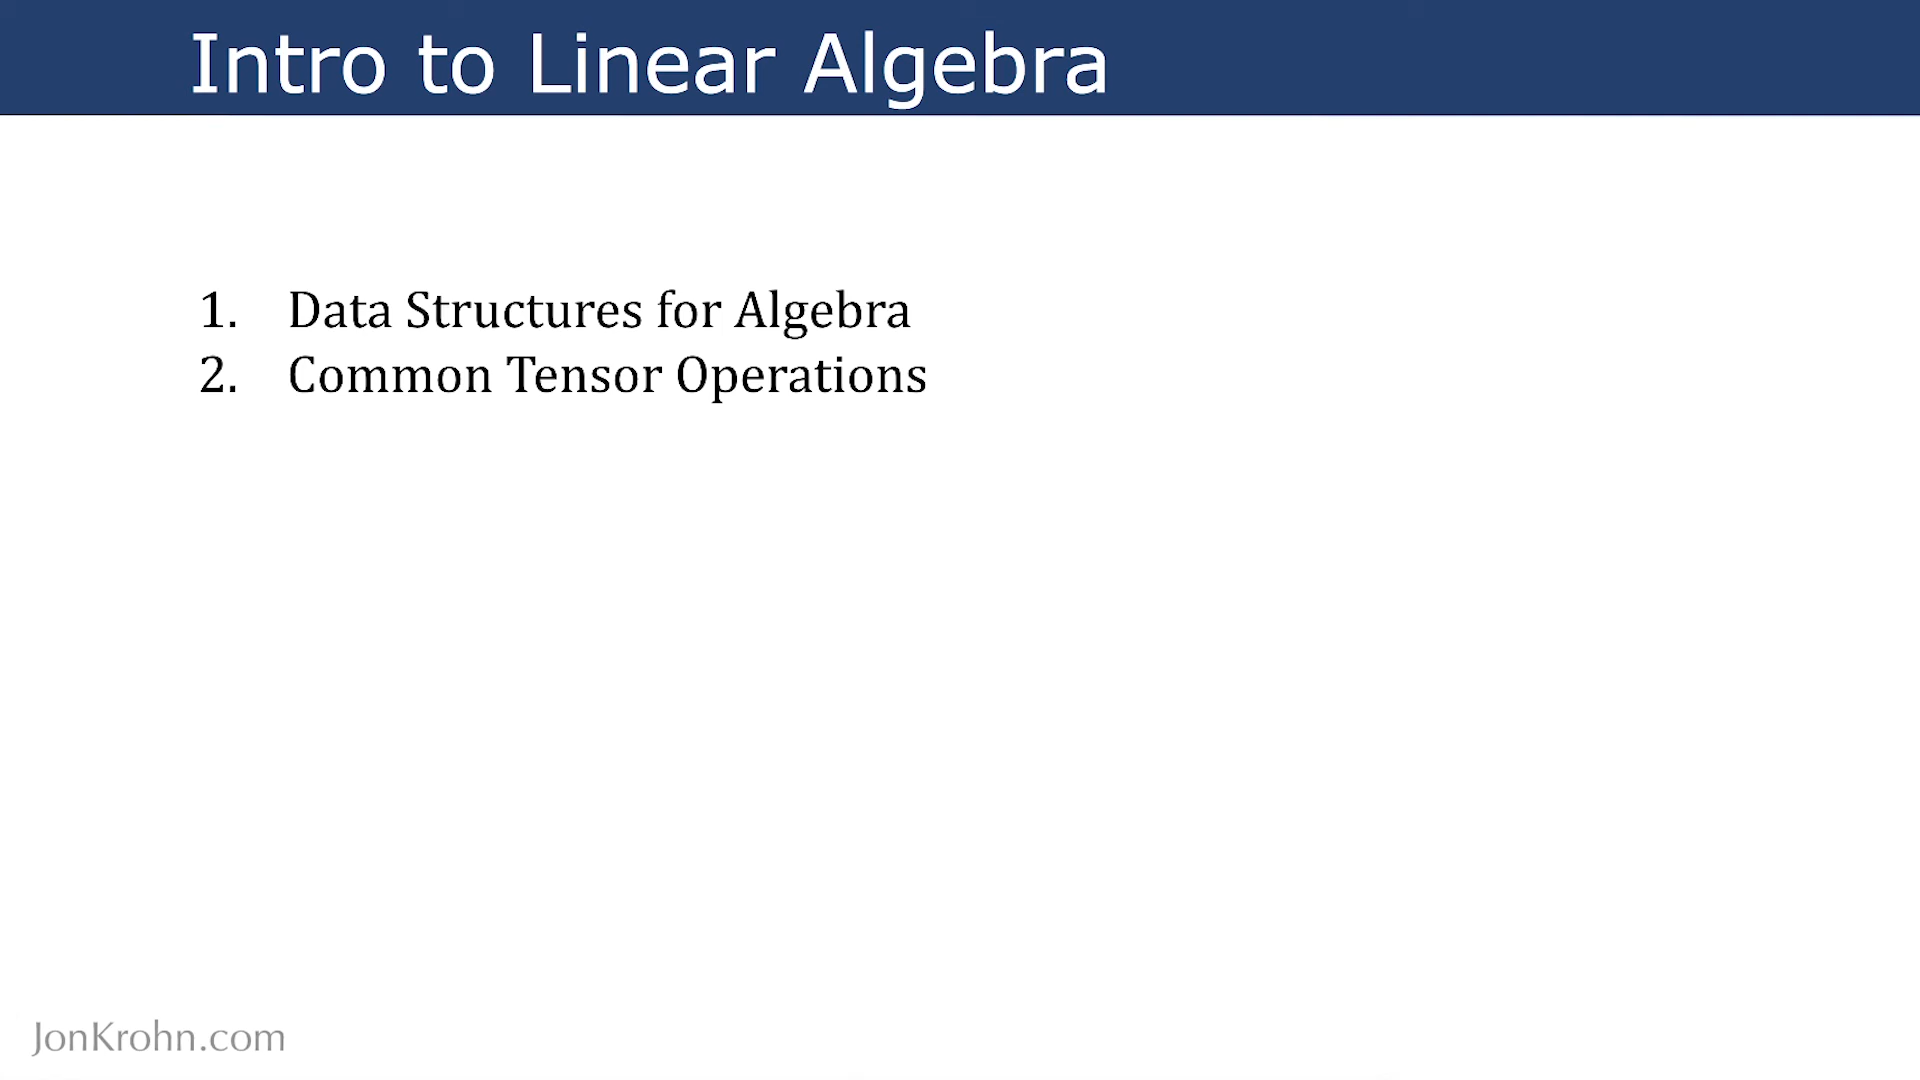 Intro to Linear Algebra
1. Data Structures for Algebra
2. Common Tensor Operations
JonKrohn.com